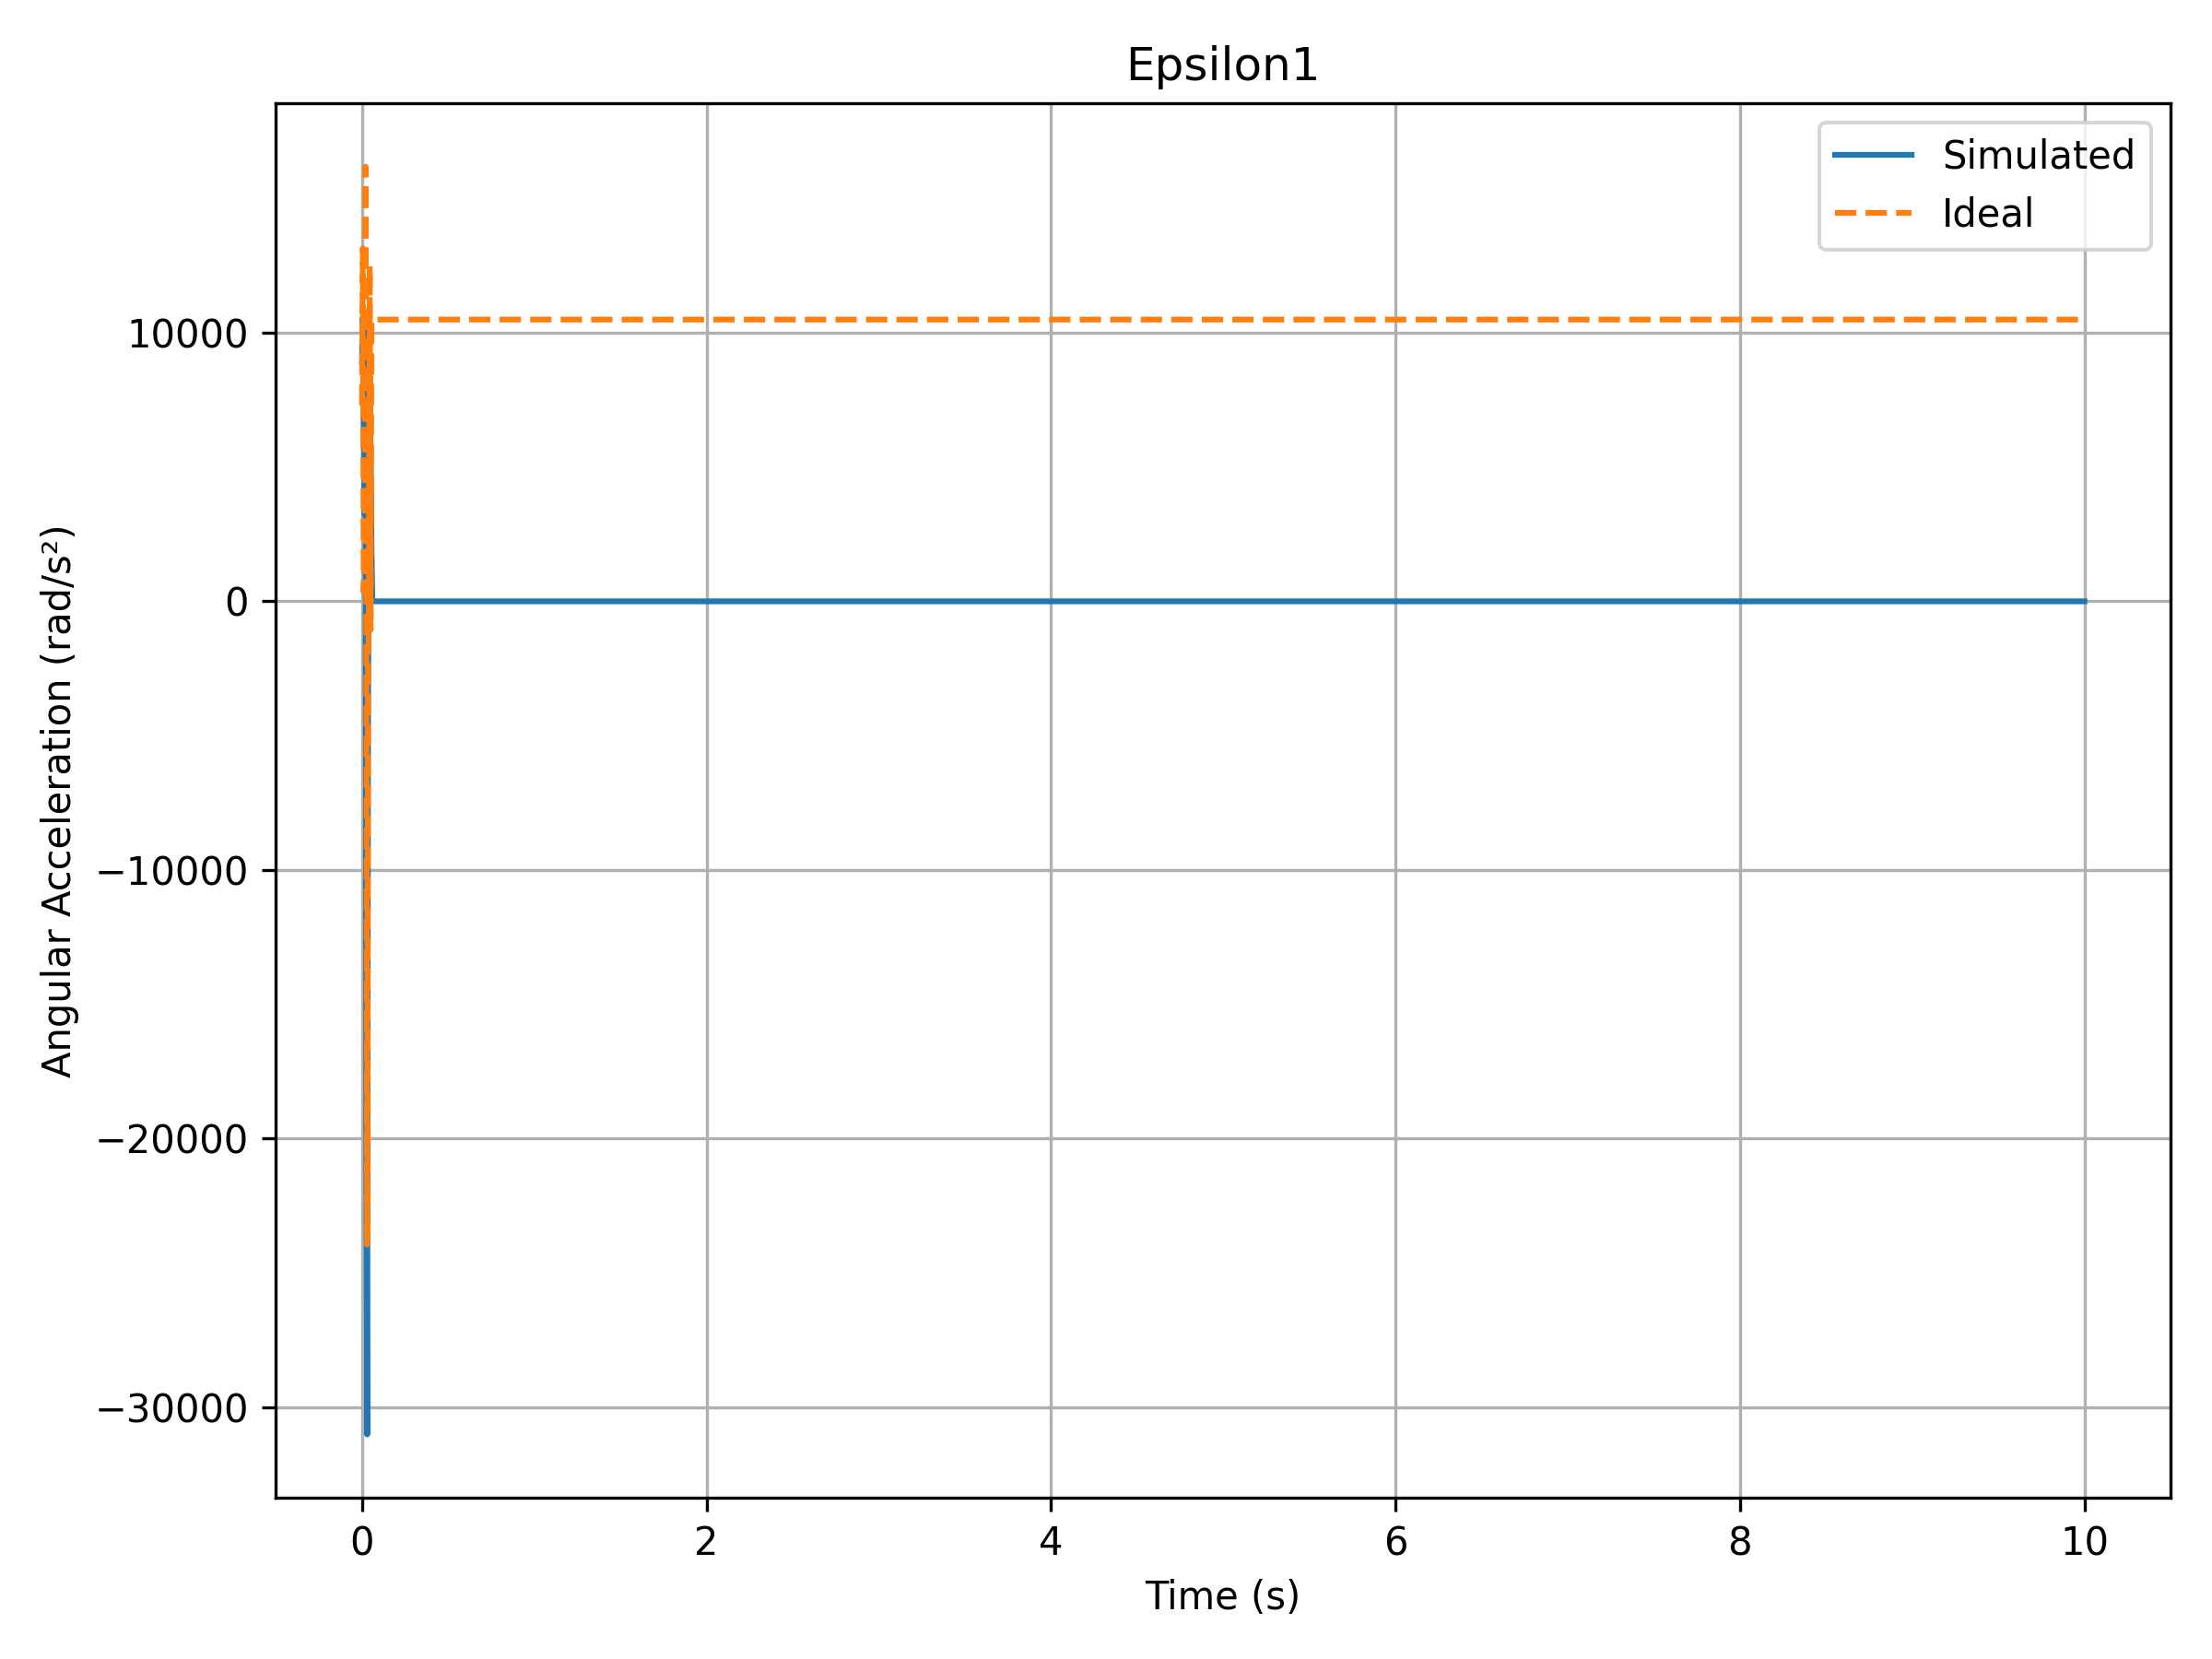 Epsilon1
Simulated
Ideal
Angular Acceleration (rad/s²)
10000
0
−10000
−20000
−30000
0 2 4 6 8 10
Time (s)